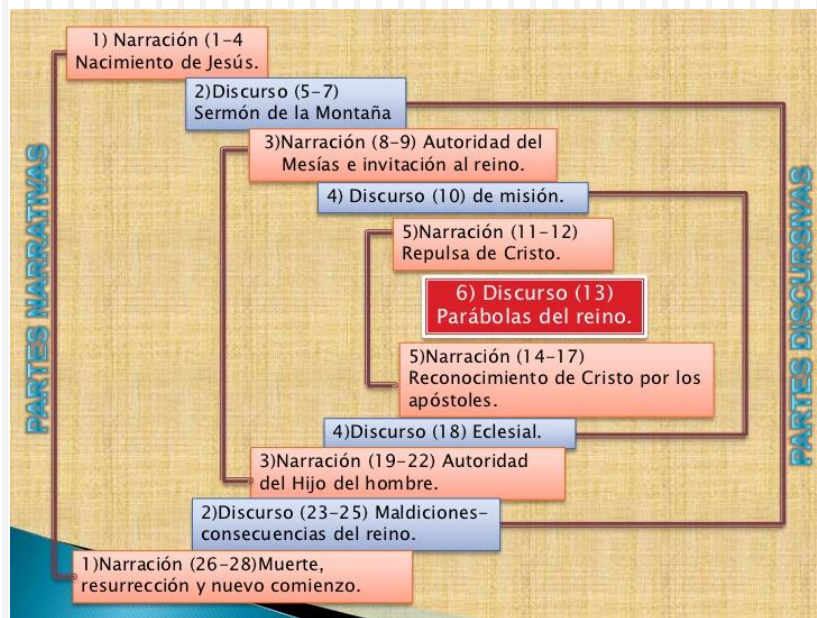 1) Narración (1-4
Nacimiento de Jesús.
2)Discurso (5-7)
Sermón de la Montaña
3)Narración (8-9) Autoridad del
Mesías e invitación al reino.
4) Discurso (10) de misión.
5)Narración (11-12)
Repulsa de Cristo.
6) Discurso (13)
Parábolas del reino.
5)Narración (14-17)
Reconocimiento de Cristo por los
apóstoles.
4)Discurso (18) Eclesial.
3)Narración (19-22) Autoridad
del Hijo del hombre.
2)Discurso (23-25) Maldiciones-
consecuencias del reino.
1)Narración (26-28)Muerte,
resurrección y nuevo comienzo.
PARTES NARRATIVAS
PARTES DISCURSIVAS